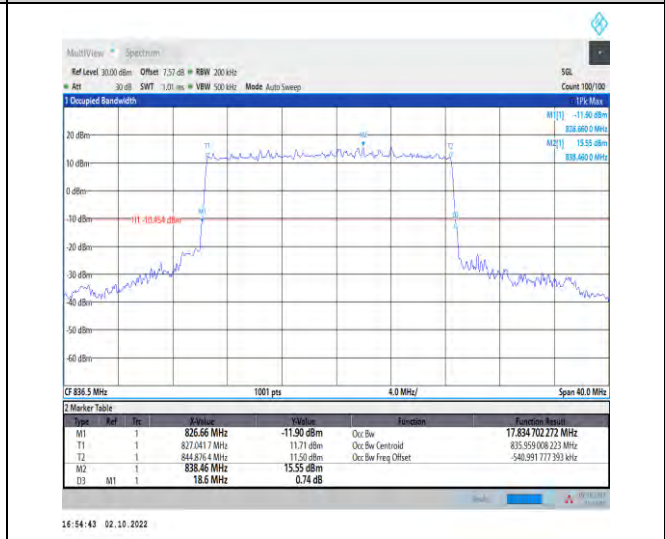 MultiView Spectrum
Ref Level 30.00 dBm Offset 7.57 dB RBW 200 kHz SGL
Att 30 dB SWT 1.01 ms VBW 500 kHz Mode Auto Sweep Count 100/100
1 Occupied Bandwidth 1Pk Max
M1[1] -11.90 dBm
826.660 0 MHz
M2[1] 15.55 dBm
838.460 0 MHz
20 dBm
T1 M2 T2
10 dBm
0 dBm
M1
-10 dBm H1 -10.454 dBm D3
-20 dBm
-30 dBm
-40 dBm
-50 dBm
-60 dBm
CF 836.5 MHz 1001 pts 4.0 MHz/ Span 40.0 MHz
2 Marker Table
Type Ref Trc X-Value Y-Value Function Function Result
M1 1 826.66 MHz -11.90 dBm Occ Bw 17.834 702 272 MHz
T1 1 827.041 7 MHz 11.71 dBm Occ Bw Centroid 835.959 008 223 MHz
T2 1 844.876 4 MHz 11.50 dBm Occ Bw Freq Offset -540.991 777 393 kHz
M2 1 838.46 MHz 15.55 dBm
D3 M1 1 18.6 MHz 0.74 dB
16:54:43 02.10.2022